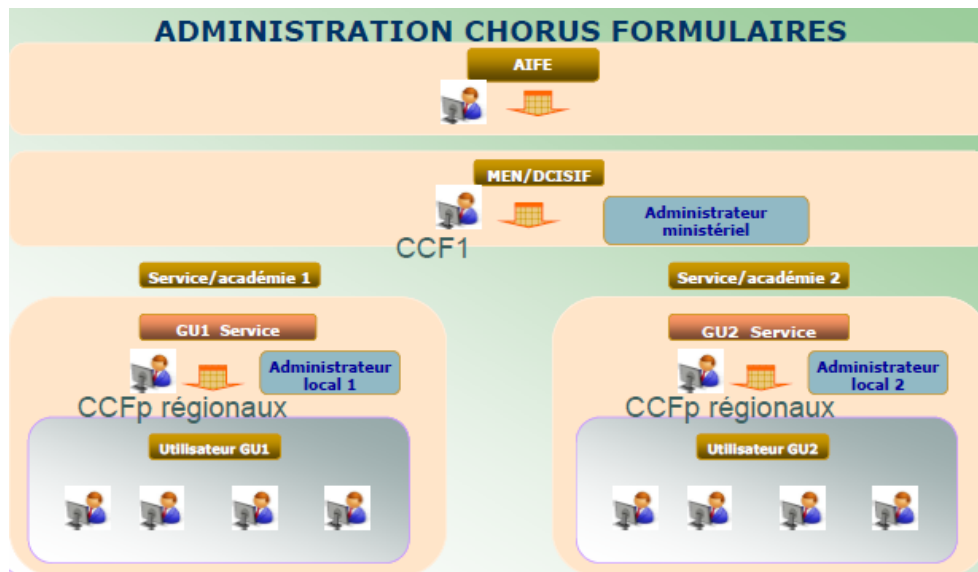 ADMINISTRATION CHORUS FORMULAIRES
AIFE
MEN/DCISIF
Administrateur
ministériel
CCF1
Service/académie 1
Service/académie 2
GU1 Service
GU2 Service
Administrateur
local 1
Administrateur
local 2
CCFp régionaux
CCFp régionaux
Utilisateur GU1
Utilisateur GU2